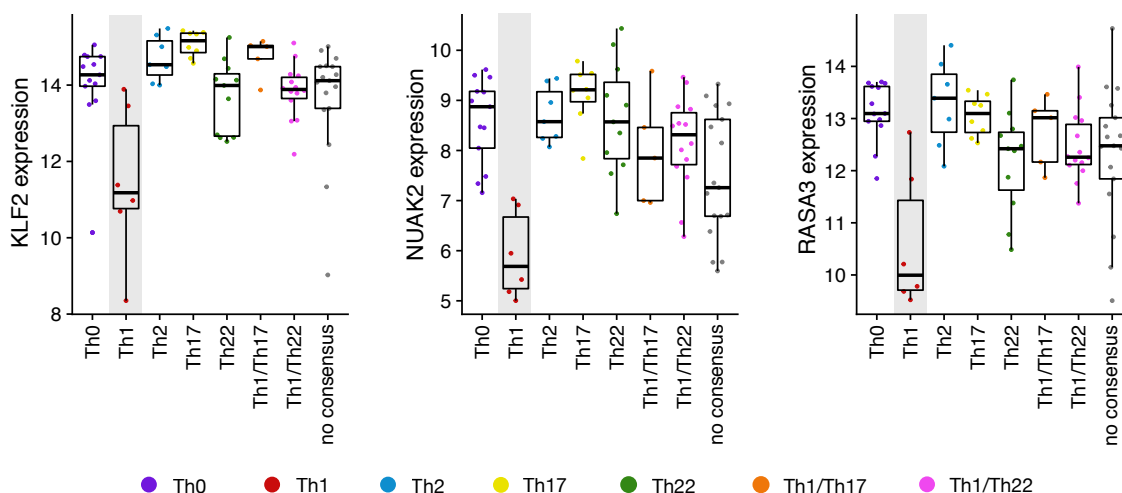 KLF2 expression
14
12
10
8
Th0
Th1
Th2
Th17
Th22
Th1/Th17
Th1/Th22
no consensus
NUAK2 expression
10
9
8
7
6
5
Th0
Th1
Th2
Th17
Th22
Th1/Th17
Th1/Th22
no consensus
RASA3 expression
14
13
12
11
10
Th0
Th1
Th2
Th17
Th22
Th1/Th17
Th1/Th22
no consensus
Th0 Th1 Th2 Th17 Th22 Th1/Th17 Th1/Th22